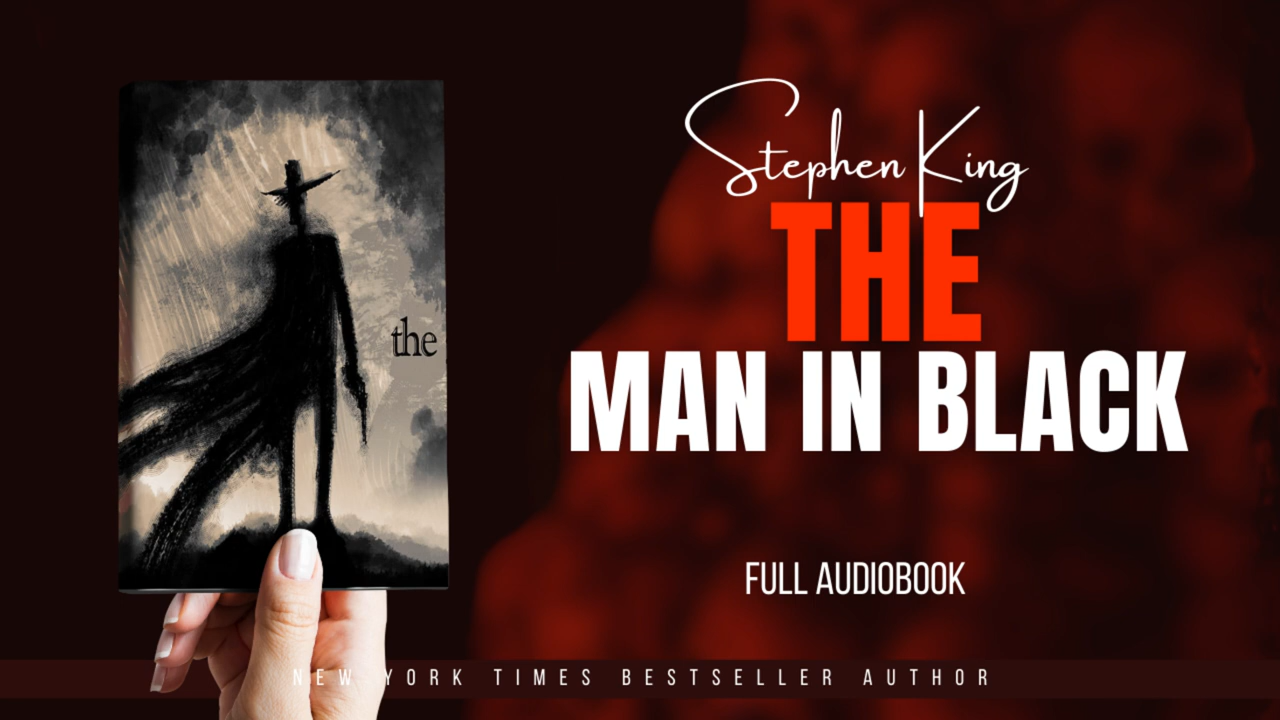 the
Stephen King
THE
MAN IN BLACK
FULL AUDIOBOOK
NEW YORK TIMES BESTSELLER AUTHOR